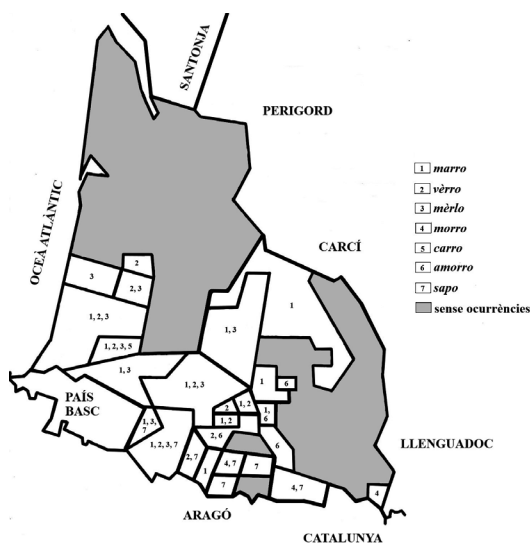 SANTONJA
PERIGORD
OCEÀ ATLÀNTIC
CARCÍ
1 marro
2 vèrro
3 mèrlo
4 morro
5 carro
6 amorro
7 sapo
sense ocurrències
2
3
2, 3
1
1, 2, 3
1, 3
1, 2, 3, 5
1, 3
1, 2, 3
1
6
PAÍS
BASC
1, 2
2
1,
6
1, 2
1, 3,
7
2, 6
1, 2, 3, 7
6
LLENGUADOC
2, 7
1
4, 7
7
7
4, 7
4
ARAGÓ
CATALUNYA